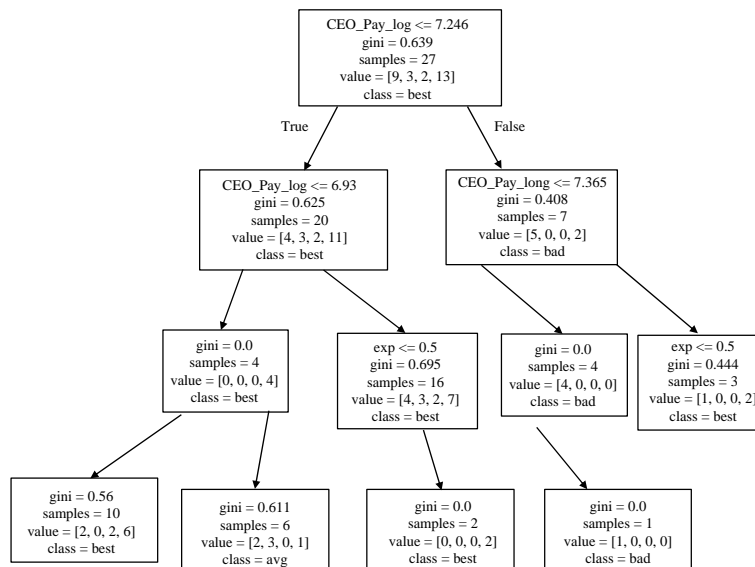 CEO_Pay_log <= 7.246
gini = 0.639
samples = 27
value = [9, 3, 2, 13]
class = best
True
False
CEO_Pay_log <= 6.93
gini = 0.625
samples = 20
value = [4, 3, 2, 11]
class = best
CEO_Pay_long <= 7.365
gini = 0.408
samples = 7
value = [5, 0, 0, 2]
class = bad
gini = 0.0
samples = 4
value = [0, 0, 0, 4]
class = best
exp <= 0.5
gini = 0.695
samples = 16
value = [4, 3, 2, 7]
class = best
gini = 0.0
samples = 4
value = [4, 0, 0, 0]
class = bad
exp <= 0.5
gini = 0.444
samples = 3
value = [1, 0, 0, 2]
class = best
gini = 0.56
samples = 10
value = [2, 0, 2, 6]
class = best
gini = 0.611
samples = 6
value = [2, 3, 0, 1]
class = avg
gini = 0.0
samples = 2
value = [0, 0, 0, 2]
class = best
gini = 0.0
samples = 1
value = [1, 0, 0, 0]
class = bad